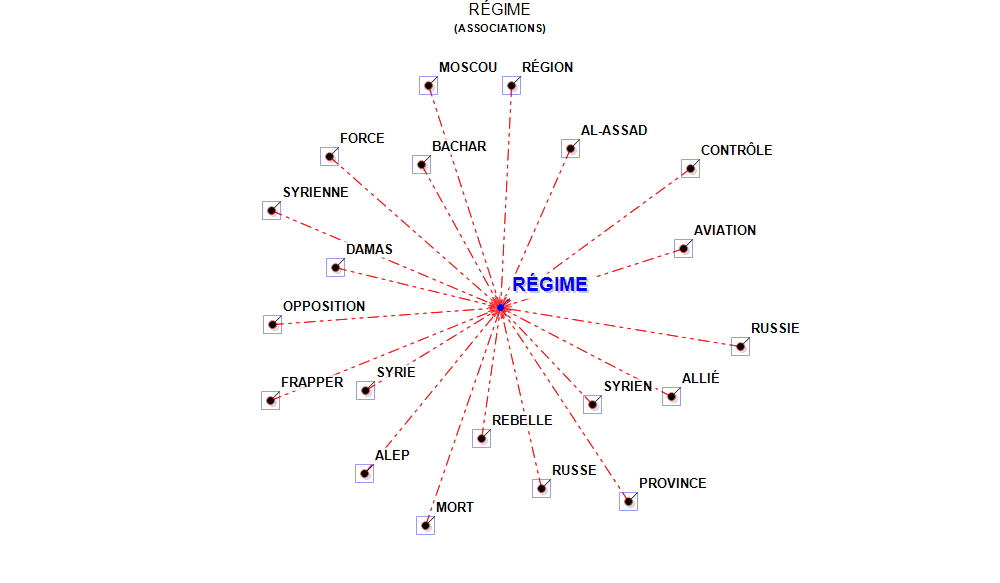 RÉGIME
(ASSOCIATIONS)
MOSCOU
RÉGION
AL-ASSAD
FORCE
BACHAR
CONTRÔLE
SYRIENNE
AVIATION
DAMAS
RÉGIME
OPPOSITION
RUSSIE
SYRIE
FRAPPER
ALLIÉ
SYRIEN
REBELLE
ALEP
RUSSE
PROVINCE
MORT